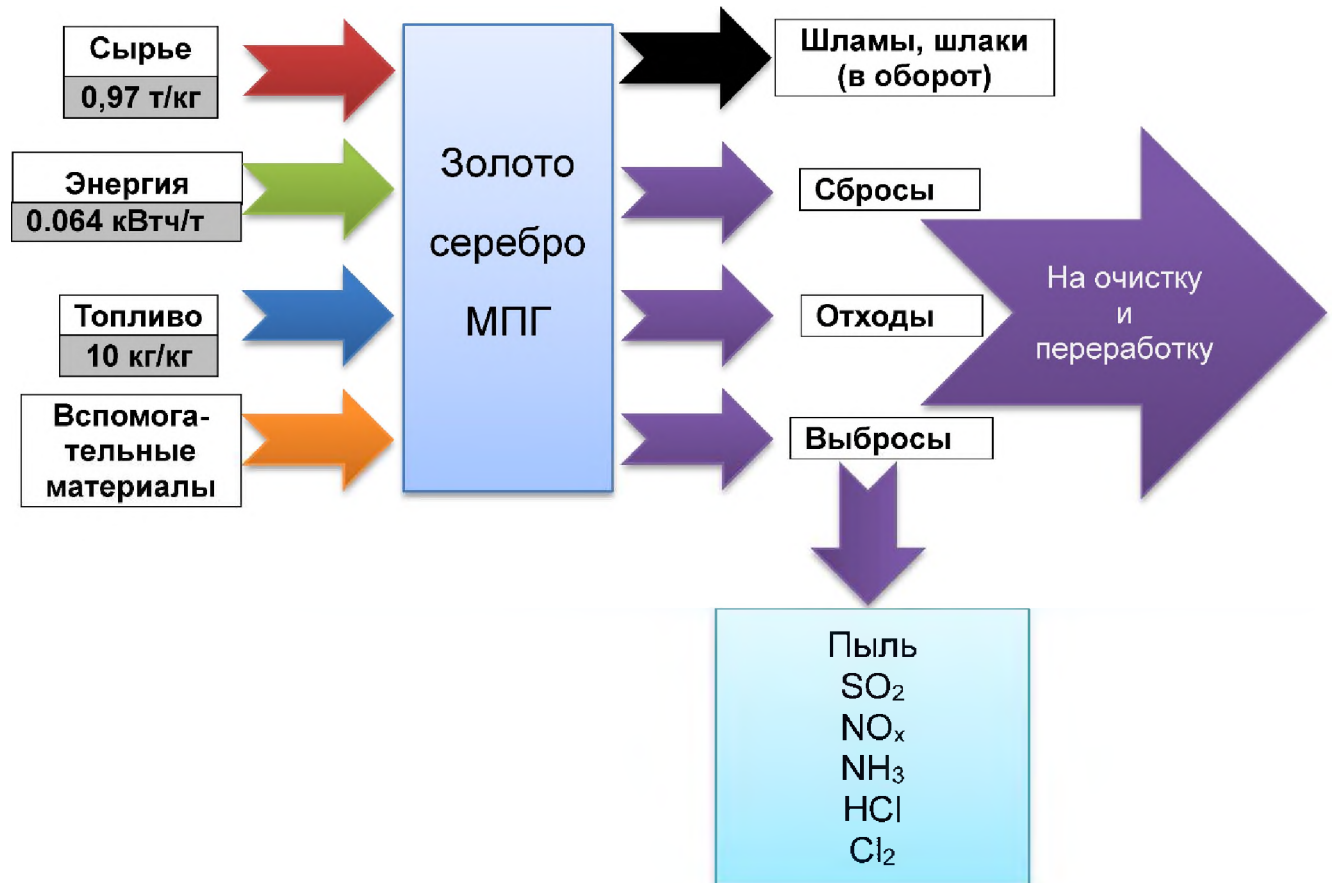 Сырье
0,97 т/кг
Энергия
0.064 кВтч/т
Топливо
10 кг/кг
Вспомога-
тельные
материалы
Золото
серебро
МПГ
Шламы, шлаки
(в оборот)
Сбросы
Отходы
Выбросы
На очистку
и
переработку
Пыль
SO₂
NOₓ
NH₃
HCl
Cl₂